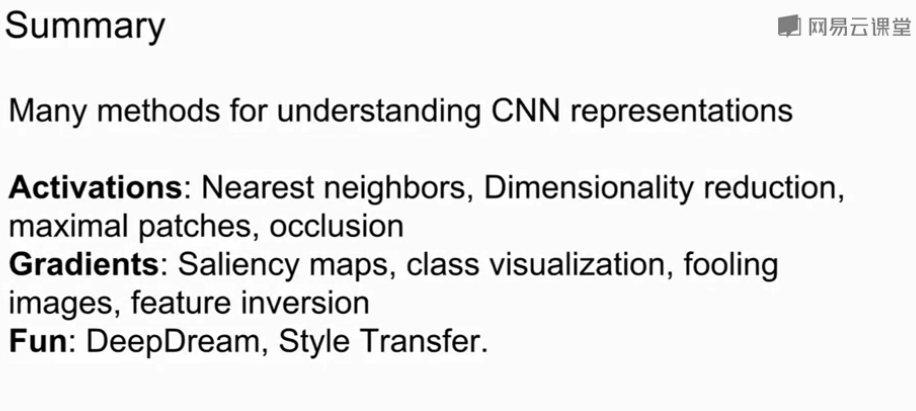 Summary
网易云课堂
Many methods for understanding CNN representations
Activations: Nearest neighbors, Dimensionality reduction,
maximal patches, occlusion
Gradients: Saliency maps, class visualization, fooling
images, feature inversion
Fun: DeepDream, Style Transfer.